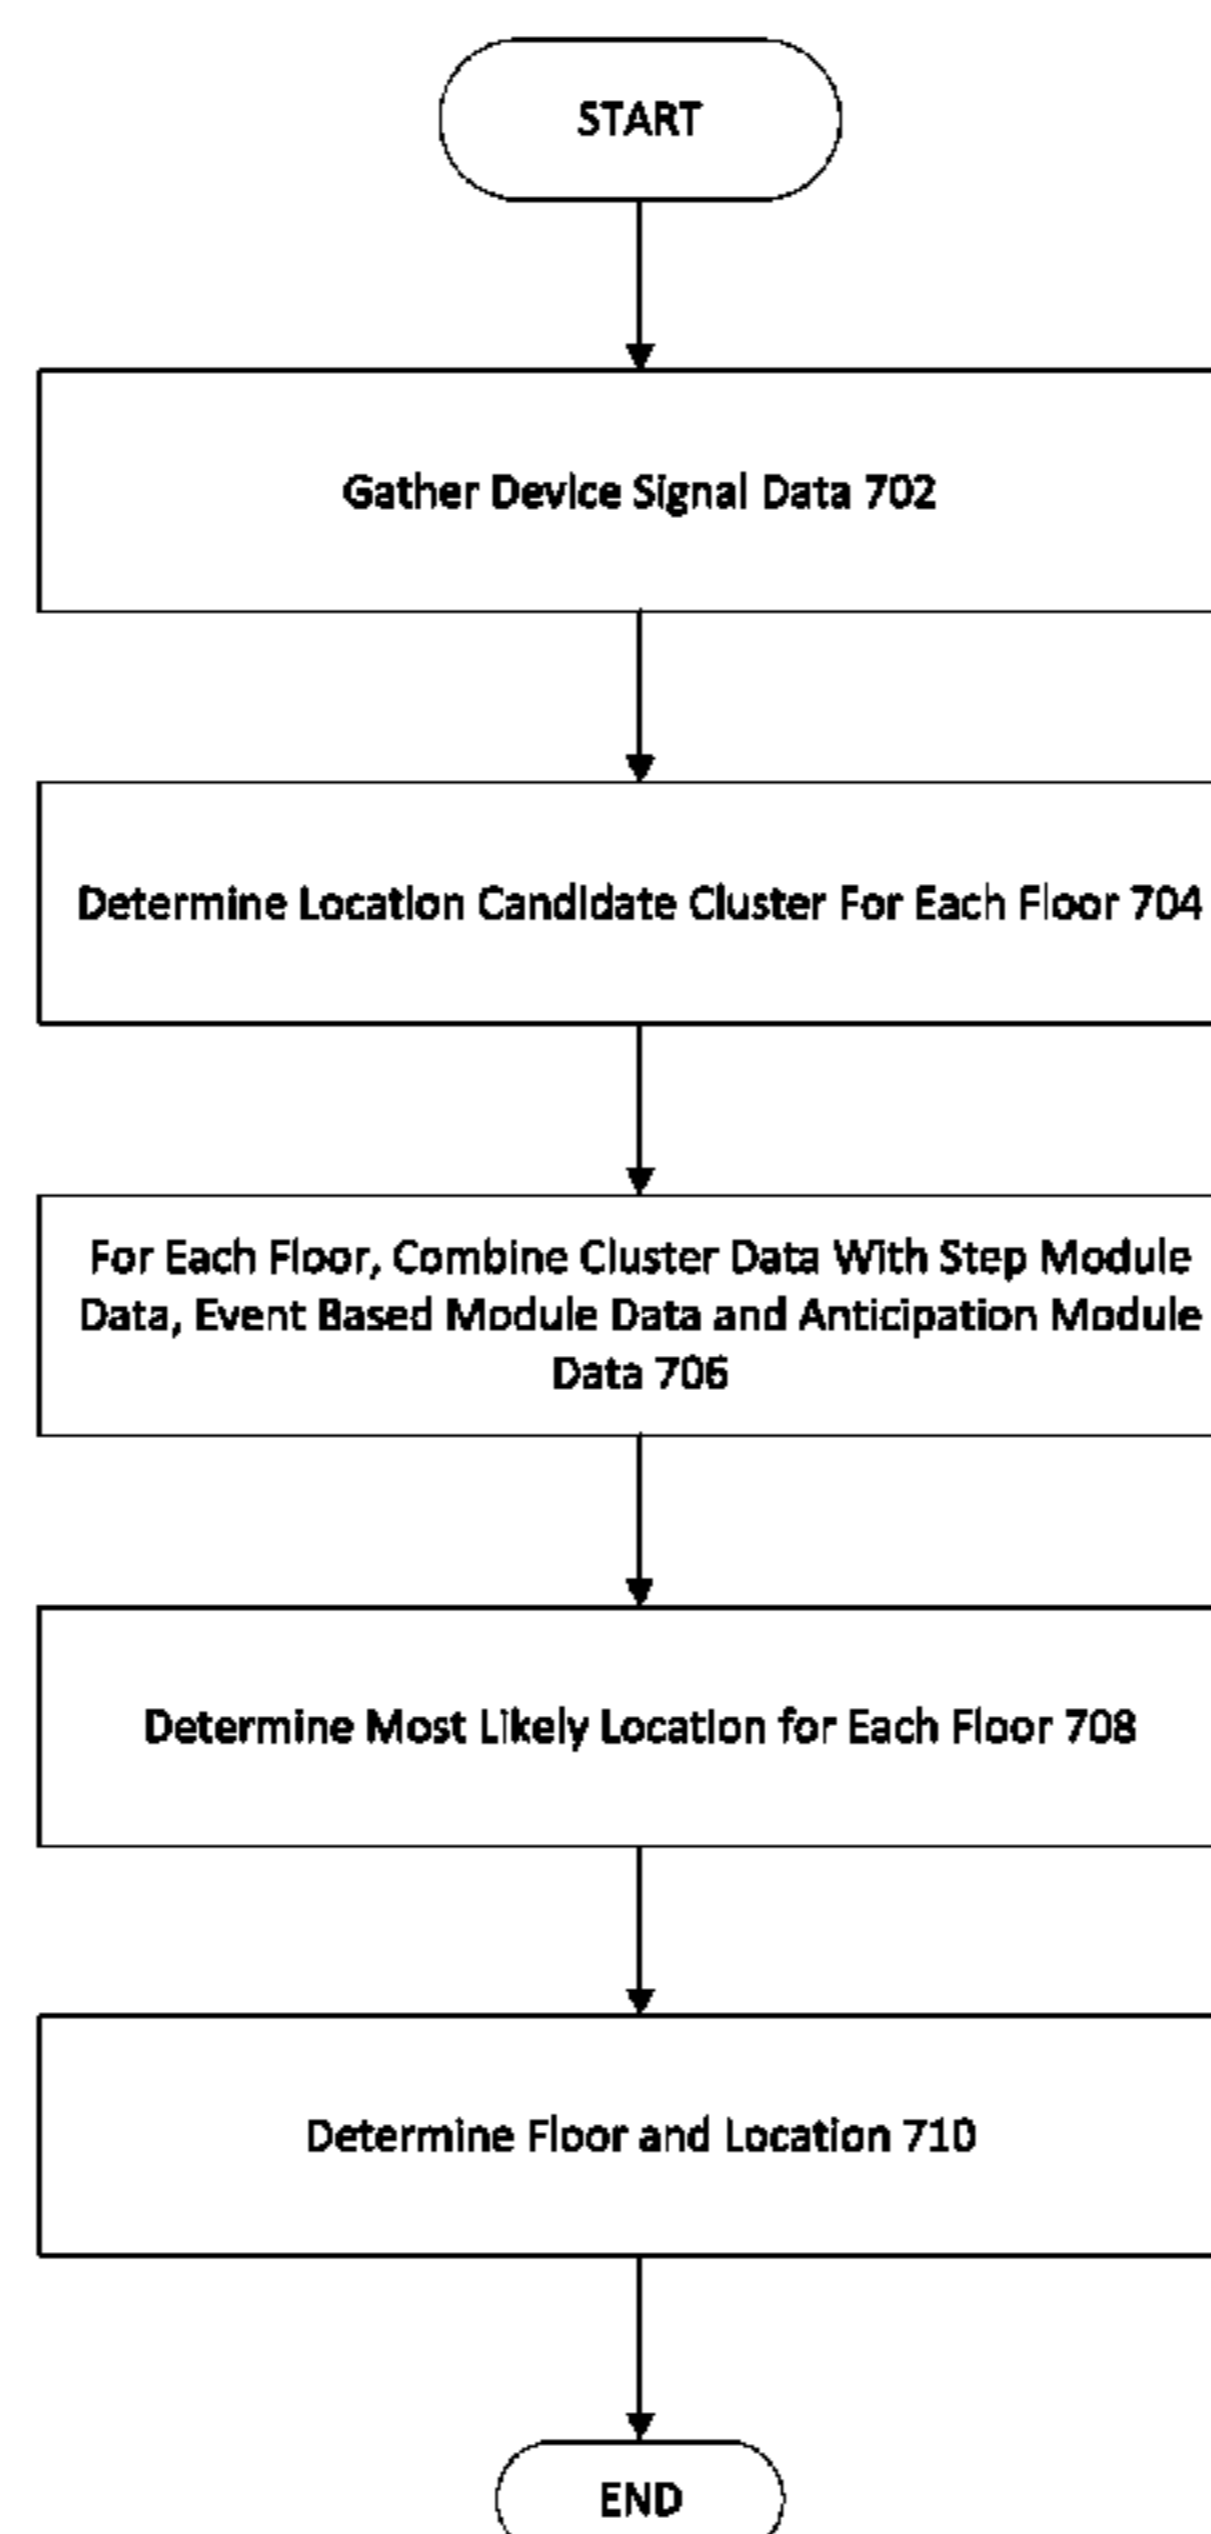 START
Gather Device Signal Data 702
Determine Location Candidate Cluster For Each Floor 704
For Each Floor, Combine Cluster Data With Step Module
Data, Event Based Module Data and Anticipation Module
Data 706
Determine Most Likely Location for Each Floor 708
Determine Floor and Location 710
END